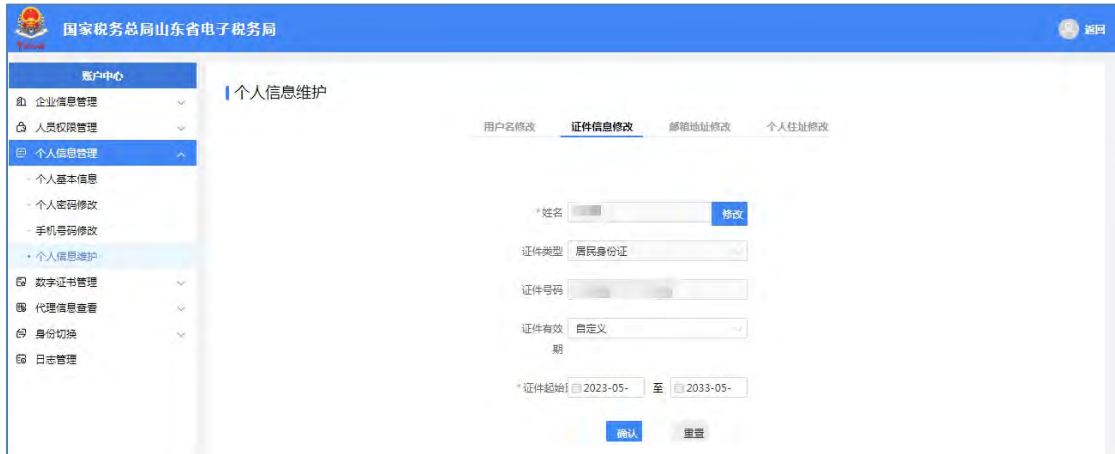 国家税务总局山东省电子税务局
返回
账户中心
企业信息管理
人员权限管理
个人信息管理
个人基本信息
个人密码修改
手机号码修改
个人信息维护
数字证书管理
代理信息查看
身份切换
日志管理
个人信息维护
用户名修改 证件信息修改 邮箱地址修改 个人住址修改
*姓名 修改
证件类型 居民身份证
证件号码
证件有效期 自定义
*证件起始 2023-05- 至 2033-05-
确认 重置